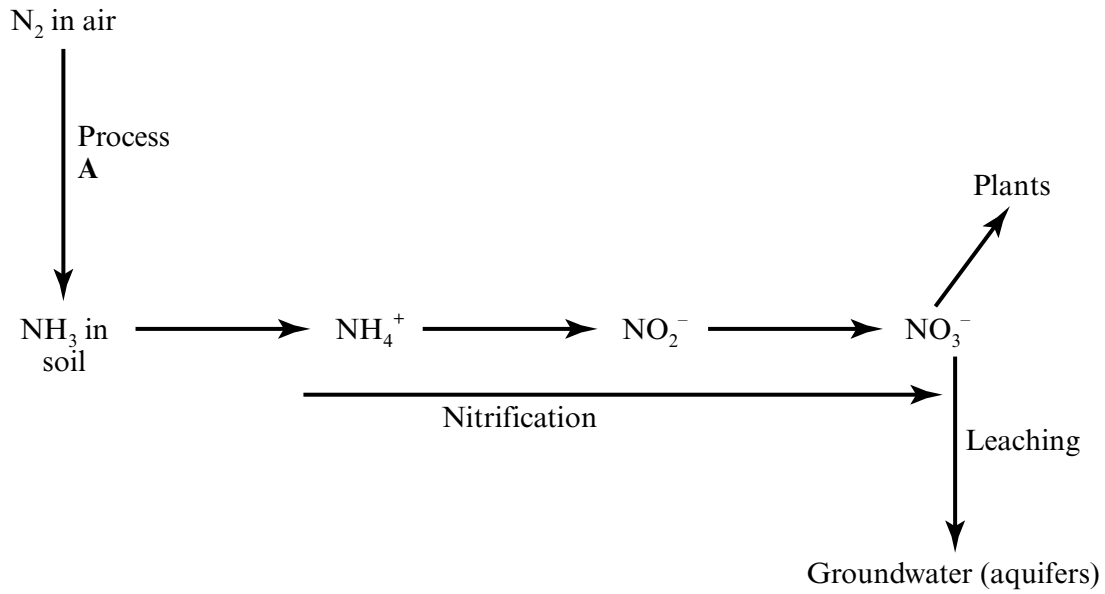 N₂ in air
Process
A
Plants
NH₃ in
soil
NH₄⁺
NO₂⁻
NO₃⁻
Nitrification
Leaching
Groundwater (aquifers)